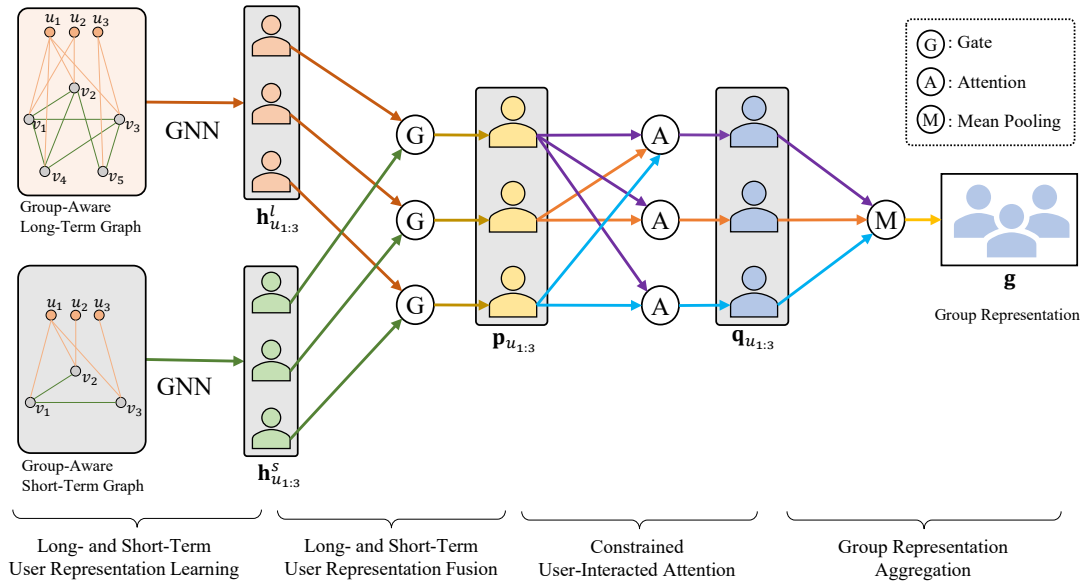 u₁ u₂ u₃
v₂
v₁ v₃
v₄ v₅
Group-Aware
Long-Term Graph
GNN
𝐡ˡ_{u₁:₃}
u₁ u₂ u₃
v₂
v₁
v₃
Group-Aware
Short-Term Graph
GNN
𝐡ˢ_{u₁:₃}
G
G
G
𝐩_{u₁:₃}
A
A
A
𝐪_{u₁:₃}
M
G : Gate
A : Attention
M : Mean Pooling
𝐠
Group Representation
Long- and Short-Term
User Representation Learning
Long- and Short-Term
User Representation Fusion
Constrained
User-Interacted Attention
Group Representation
Aggregation